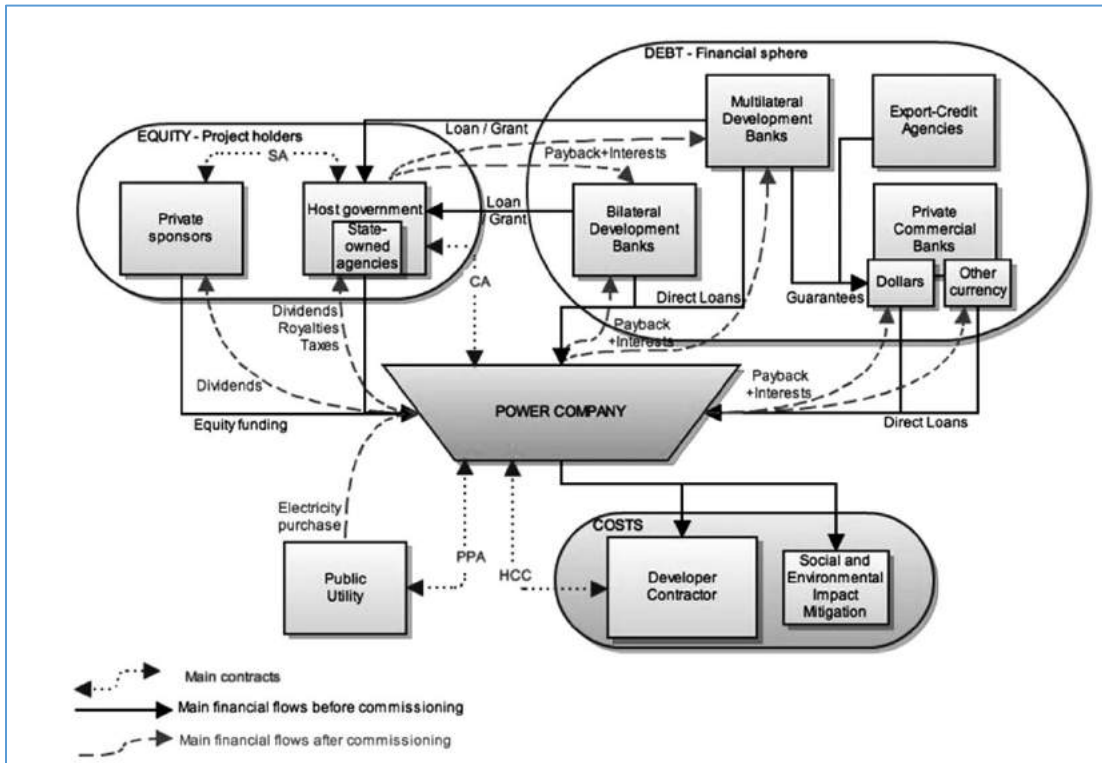 DEBT - Financial sphere
Multilateral
Development
Banks
Export-Credit
Agencies
EQUITY - Project holders
Loan / Grant
SA
Payback+Interests
Private
sponsors
Host government
State-
owned
agencies
Loan
Grant
Bilateral
Development
Banks
Private
Commercial
Banks
Dollars
Other
currency
CA
Direct Loans
Guarantees
Dividends
Royalties
Taxes
Payback
+Interests
Dividends
Payback
+Interests
POWER COMPANY
Equity funding
Direct Loans
Electricity
purchase
COSTS
PPA
HCC
Public
Utility
Developer
Contractor
Social and
Environmental
Impact
Mitigation
Main contracts
Main financial flows before commissioning
Main financial flows after commissioning